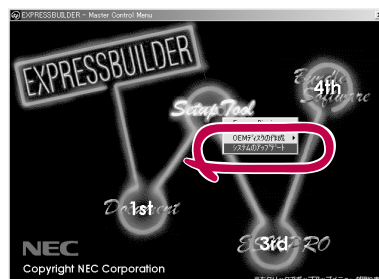 EXPRESSBUILDER - Master Control Menu
EXPRESSBUILDER
4th
Setup Tool
OEMディスクの作成
システムのアップデート
1st
3rd
NEC
Copyright NEC Corporation